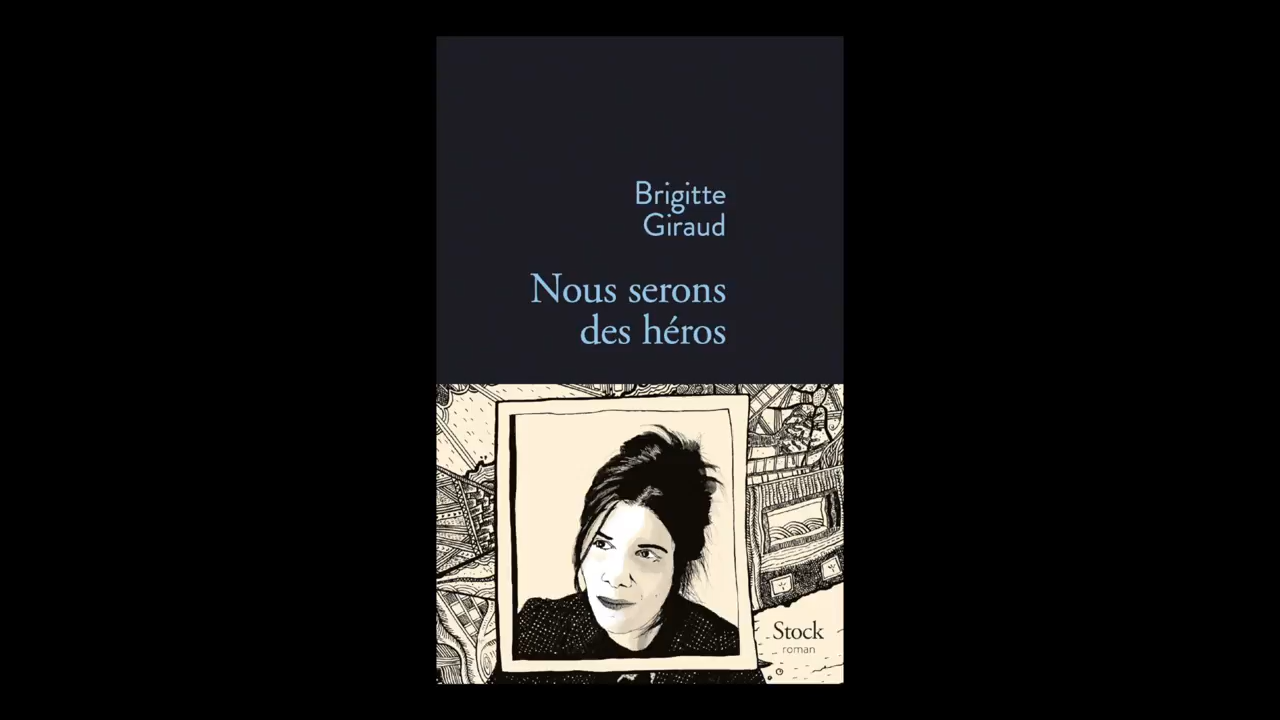 Brigitte
Giraud
Nous serons
des héros
Stock
roman